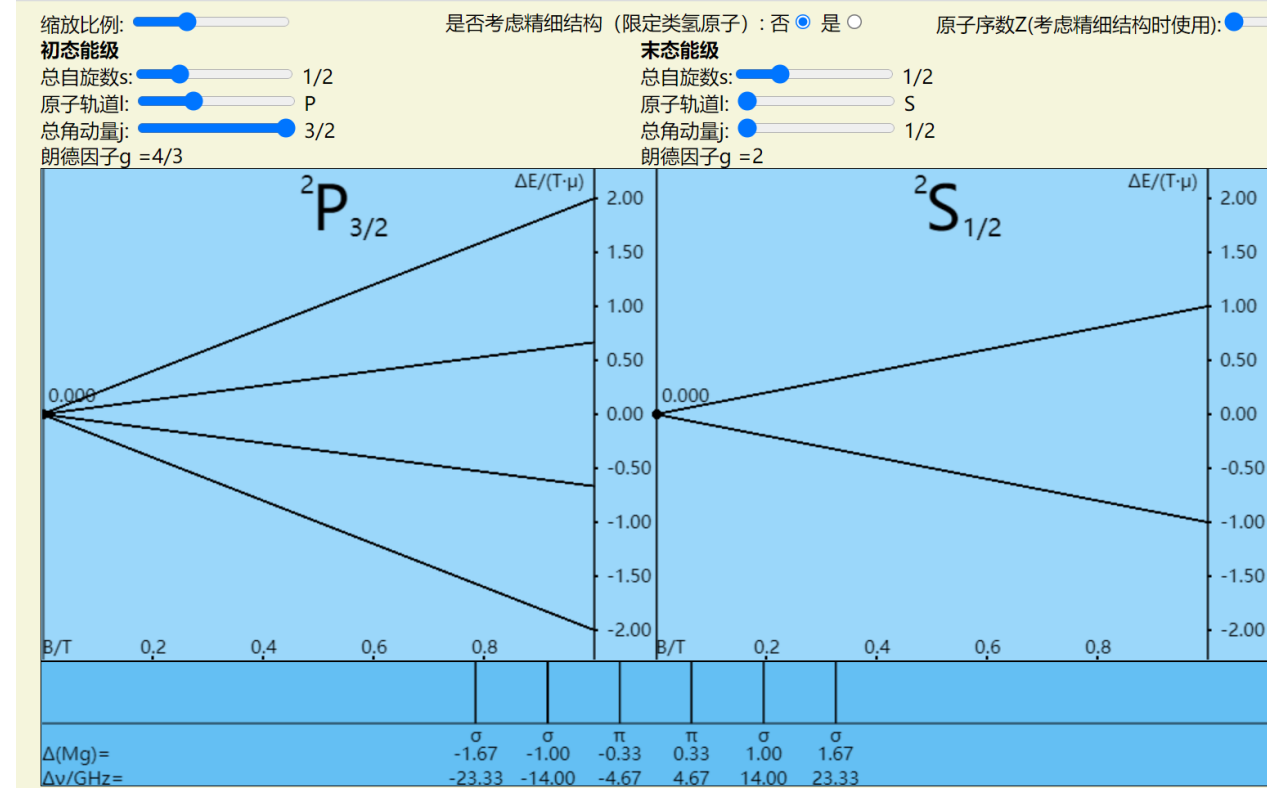 缩放比例: 是否考虑精细结构（限定类氢原子）: 否 是 原子序数Z(考虑精细结构时使用):
初态能级 末态能级
总自旋数s: 1/2 总自旋数s: 1/2
原子轨道l: P 原子轨道l: S
总角动量j: 3/2 总角动量j: 1/2
朗德因子g =4/3 朗德因子g =2
²P₃/₂ ΔE/(T·μ) ²S₁/₂ ΔE/(T·μ)
2.00 2.00
1.50 1.50
1.00 1.00
0.50 0.50
0.000 0.000
0.00 0.00
-0.50 -0.50
-1.00 -1.00
-1.50 -1.50
-2.00 -2.00
B/T 0.2 0.4 0.6 0.8 B/T 0.2 0.4 0.6 0.8
σ σ π π σ σ
Δ(Mg)= -1.67 -1.00 -0.33 0.33 1.00 1.67
Δν/GHz= -23.33 -14.00 -4.67 4.67 14.00 23.33